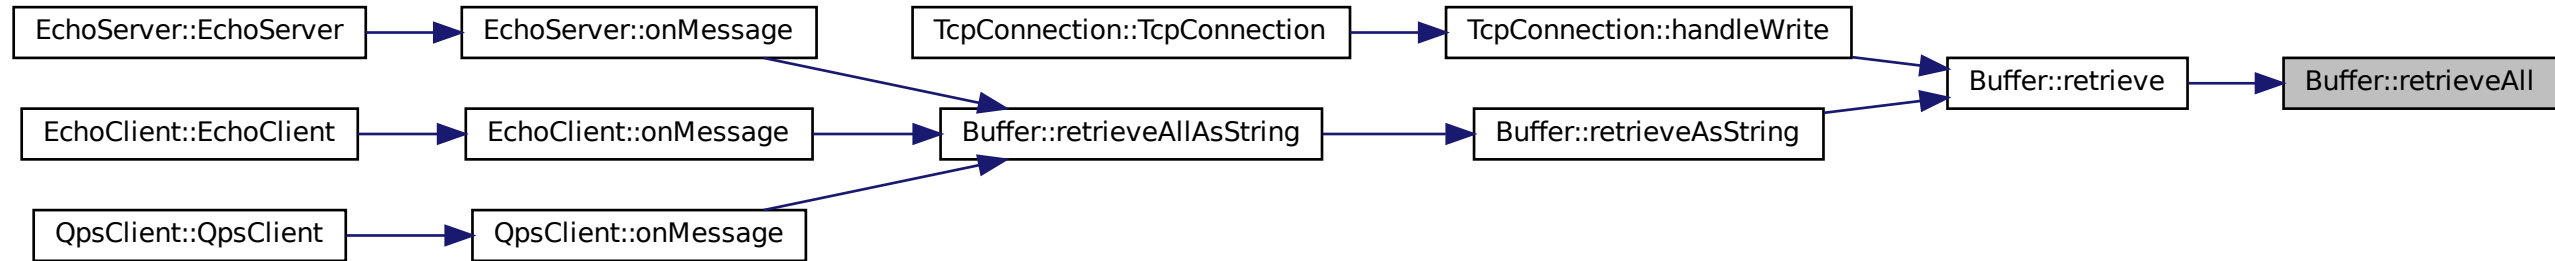 EchoServer::EchoServer
EchoServer::onMessage
TcpConnection::TcpConnection
TcpConnection::handleWrite
Buffer::retrieve
Buffer::retrieveAll
EchoClient::EchoClient
EchoClient::onMessage
Buffer::retrieveAllAsString
Buffer::retrieveAsString
QpsClient::QpsClient
QpsClient::onMessage